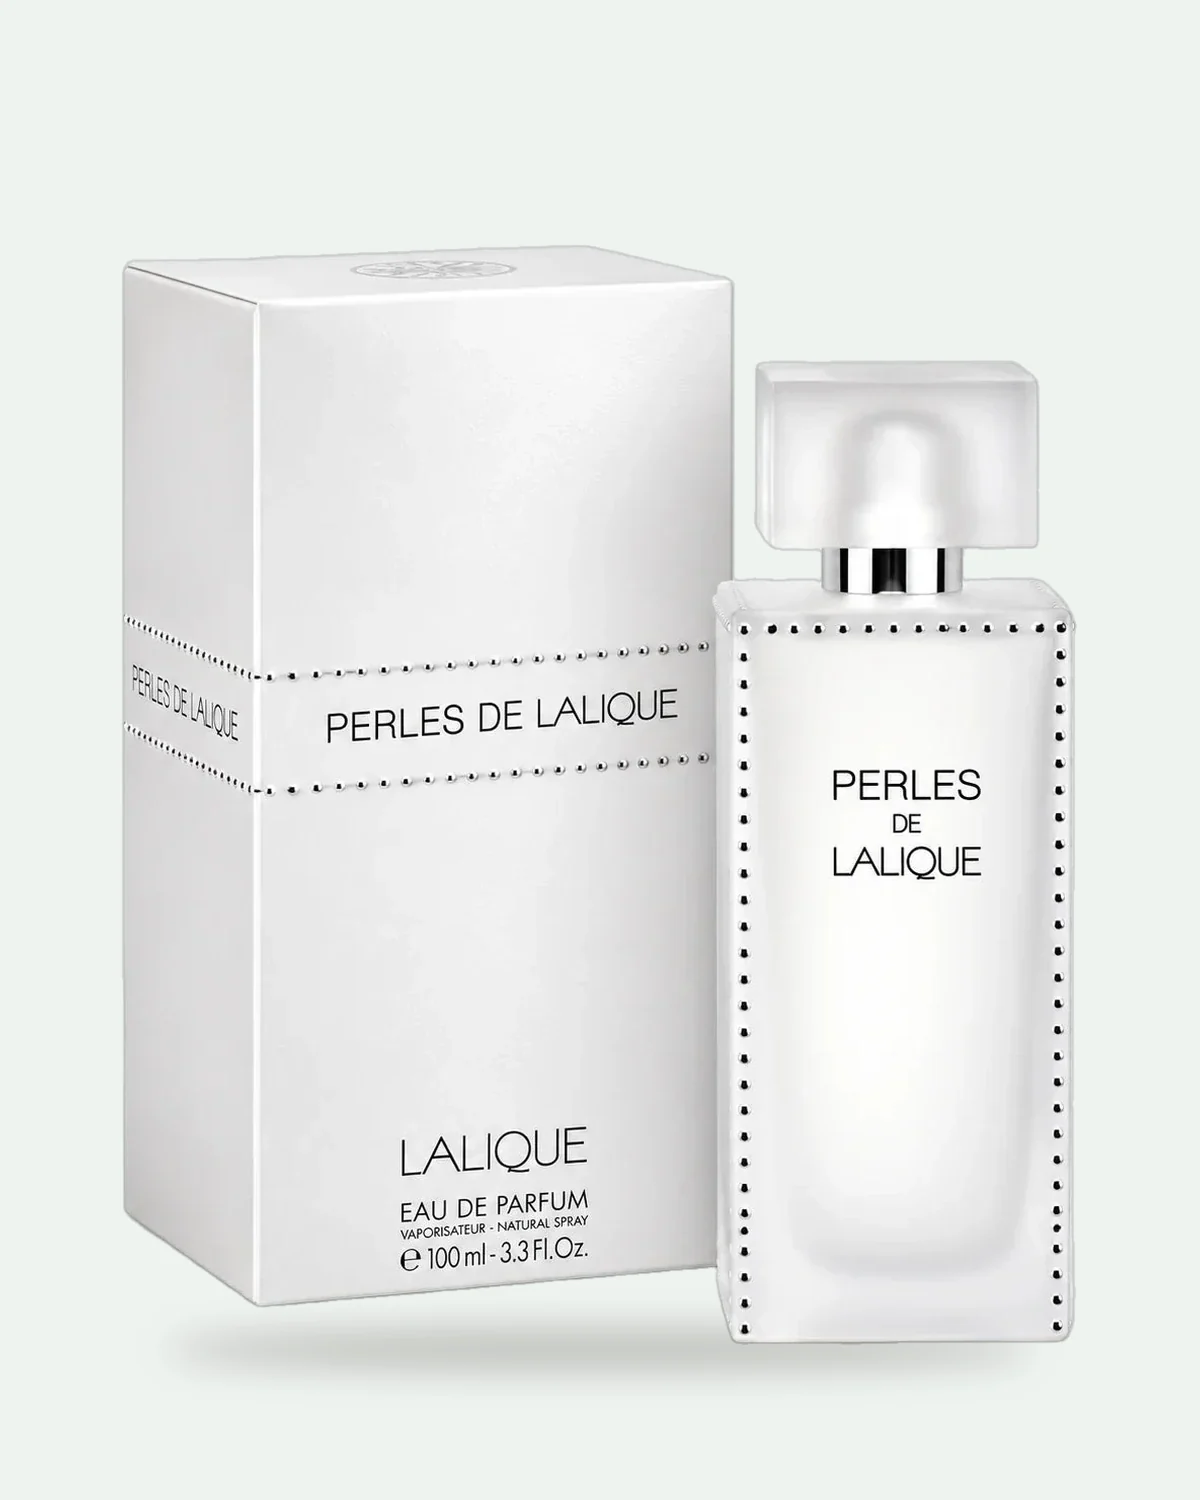 PERLES DE LALIQUE
PERLES DE LALIQUE
LALIQUE
EAU DE PARFUM
VAPORISATEUR - NATURAL SPRAY
℮ 100 ml - 3.3 Fl.Oz.
PERLES
DE
LALIQUE